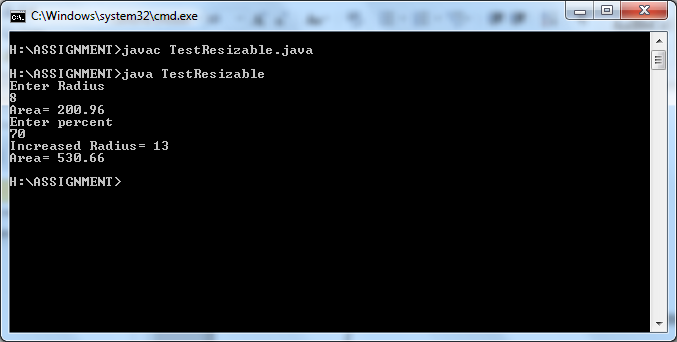 C:\Windows\system32\cmd.exe
H:\ASSIGNMENT>javac TestResizable.java
H:\ASSIGNMENT>java TestResizable
Enter Radius
8
Area= 200.96
Enter percent
70
Increased Radius= 13
Area= 530.66
H:\ASSIGNMENT>